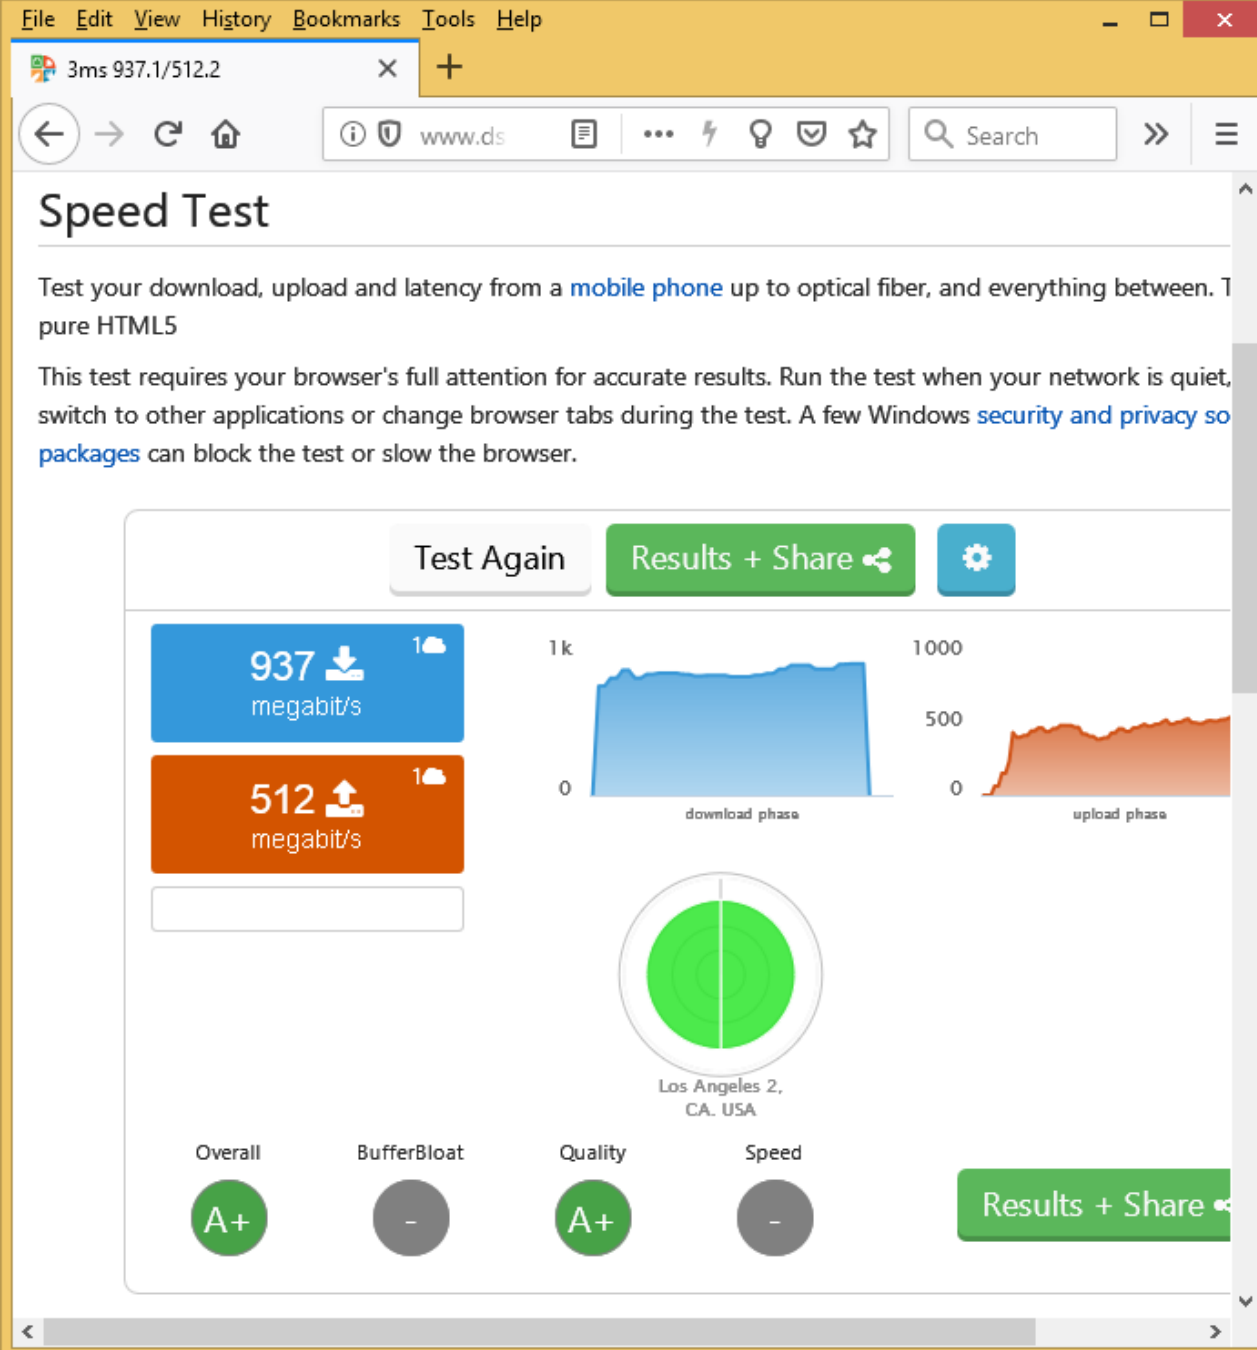 File Edit View History Bookmarks Tools Help
3ms 937.1/512.2
www.ds
Search
Speed Test
Test your download, upload and latency from a mobile phone up to optical fiber, and everything between. T
pure HTML5
This test requires your browser's full attention for accurate results. Run the test when your network is quiet,
switch to other applications or change browser tabs during the test. A few Windows security and privacy so
packages can block the test or slow the browser.
Test Again
Results + Share
937
1
megabit/s
512
1
megabit/s
1k
0
download phase
1000
500
0
upload phase
Los Angeles 2,
CA. USA
Overall BufferBloat Quality Speed
A+ - A+ -
Results + Share